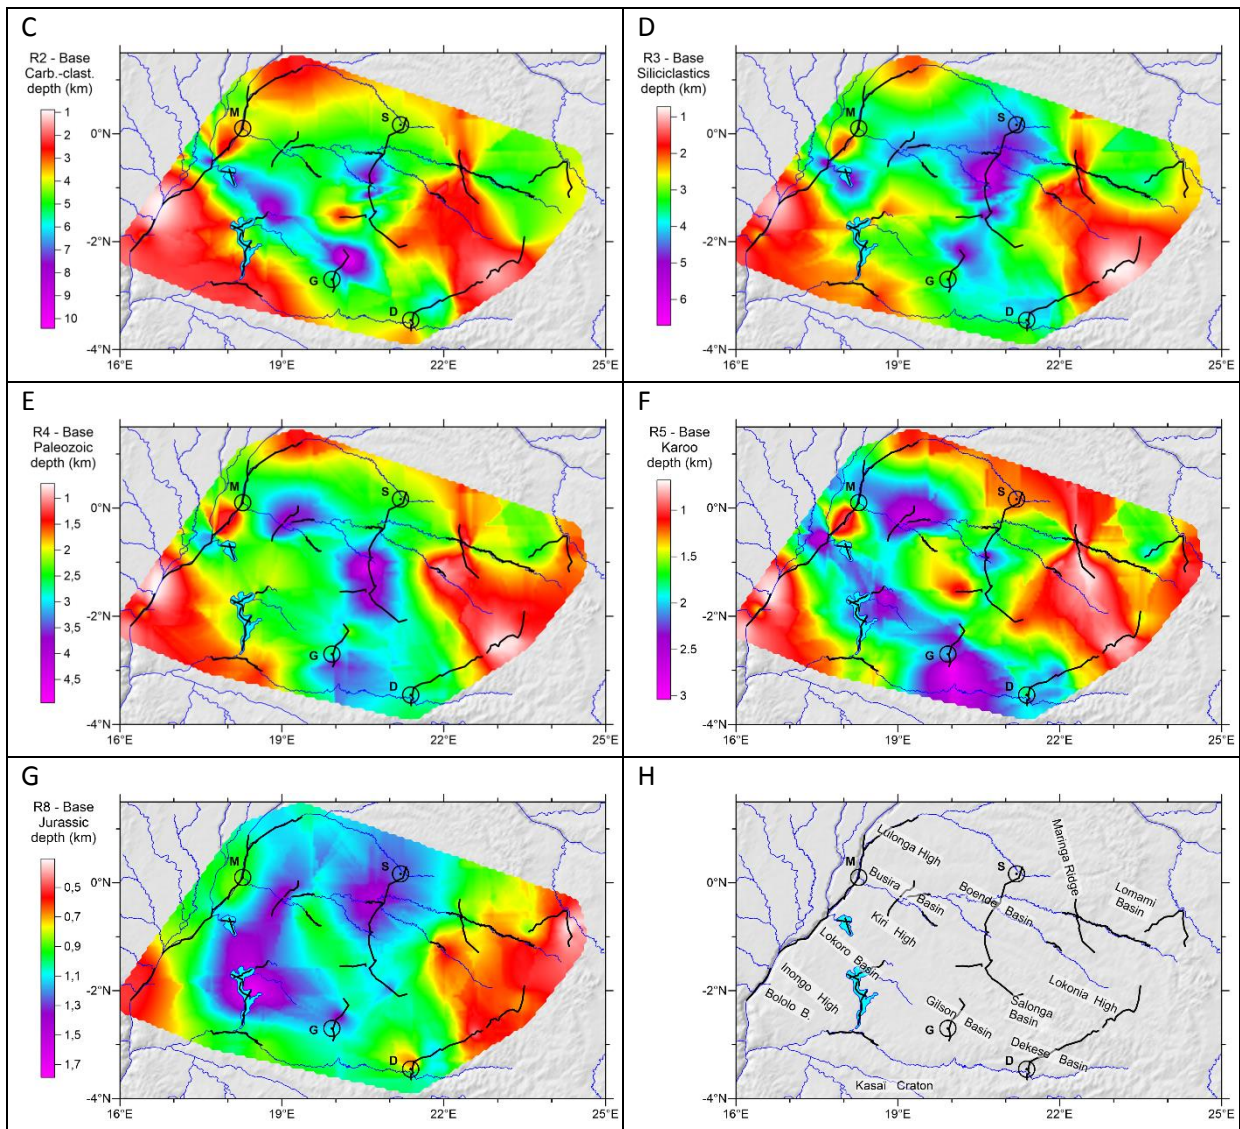 C
R2 - Base
Carb.-clast.
depth (km)
1
2
3
4
5
6
7
8
9
10
M
S
G
D
0°N
-2°N
-4°N
16°E
19°E
22°E
25°E
D
R3 - Base
Siliciclastics
depth (km)
1
2
3
4
5
6
M
S
G
D
0°N
-2°N
-4°N
16°E
19°E
22°E
25°E
E
R4 - Base
Paleozoic
depth (km)
1
1,5
2
2,5
3
3,5
4
4,5
M
S
G
D
0°N
-2°N
-4°N
16°E
19°E
22°E
25°E
F
R5 - Base
Karoo
depth (km)
1
1.5
2
2.5
3
M
S
G
D
0°N
-2°N
-4°N
16°E
19°E
22°E
25°E
G
R8 - Base
Jurassic
depth (km)
0,5
0,7
0,9
1,1
1,3
1,5
1,7
M
S
G
D
0°N
-2°N
-4°N
16°E
19°E
22°E
25°E
H
Lulonga High
Maringa Ridge
M
S
Busira Basin
Boende Basin
Lomami
Basin
Kiri High
Lokoro Basin
Inongo High
Bololo B.
Lokonia High
Salonga
Basin
Gilson Basin
G
Dekese Basin
D
Kasai Craton
0°N
-2°N
-4°N
16°E
19°E
22°E
25°E